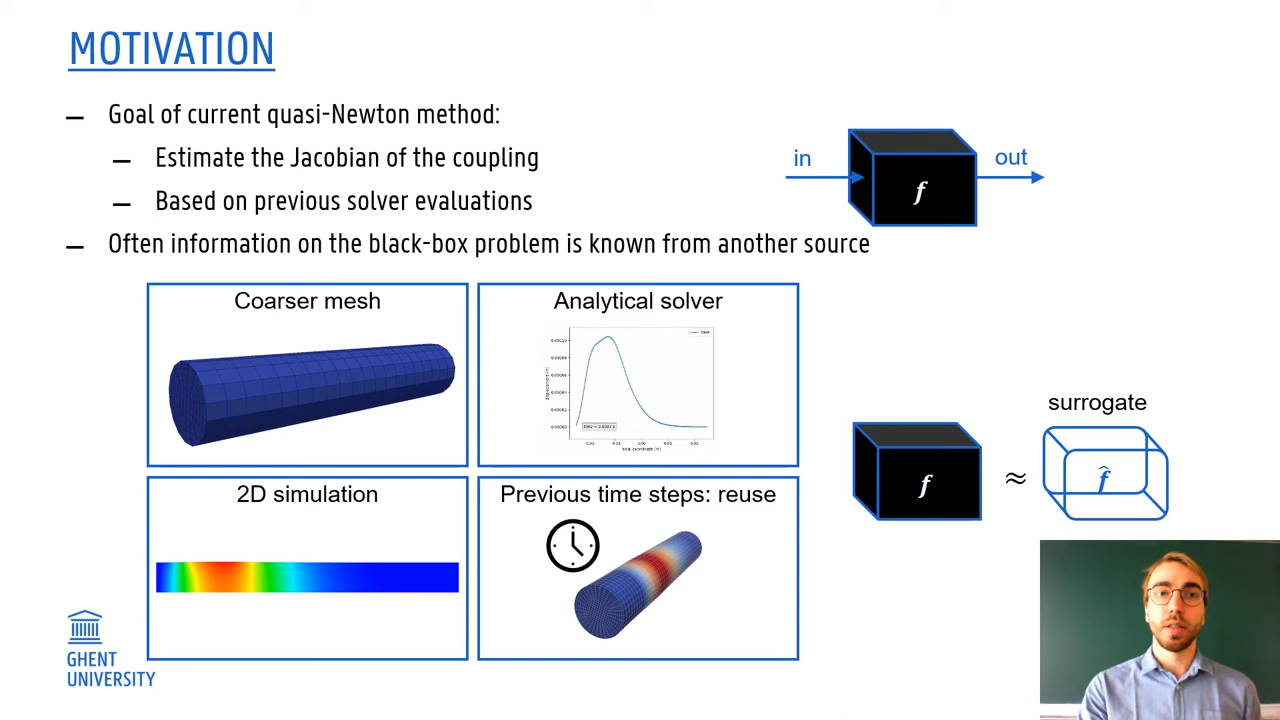 MOTIVATION
– Goal of current quasi-Newton method:
– Estimate the Jacobian of the coupling
– Based on previous solver evaluations
– Often information on the black-box problem is known from another source
in
out
f
Coarser mesh
Analytical solver
2D simulation
Previous time steps: reuse
surrogate
f
≈
f̂
GHENT
UNIVERSITY